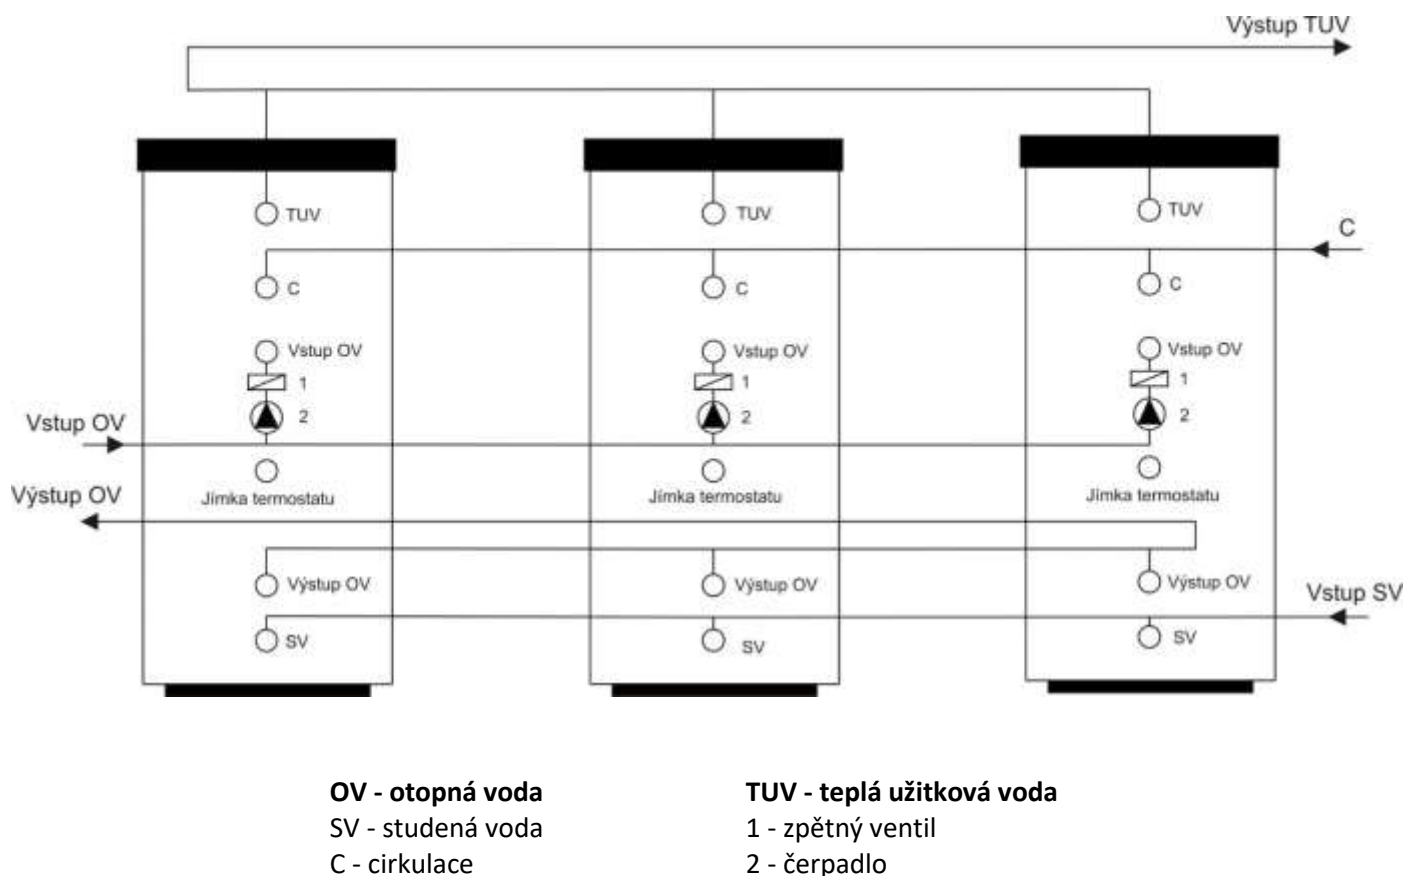 Výstup TUV
TUV TUV TUV
C
C C C
Vstup OV Vstup OV Vstup OV
1 1 1
2 2 2
Vstup OV
Jímka termostatu Jímka termostatu Jímka termostatu
Výstup OV
Výstup OV Výstup OV Výstup OV
Vstup SV
SV SV SV
OV - otopná voda TUV - teplá užitková voda
SV - studená voda 1 - zpětný ventil
C - cirkulace 2 - čerpadlo